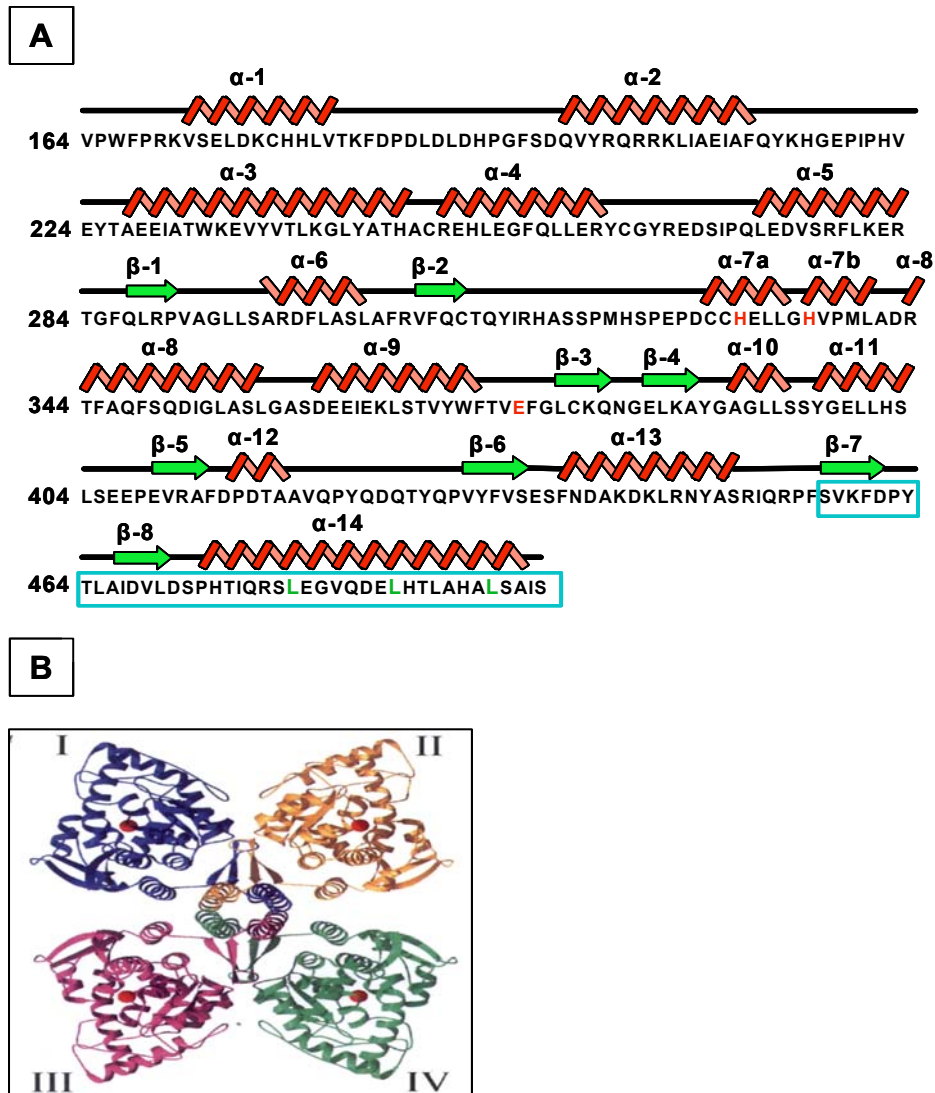 A
α-1 α-2
164 VPWFPRKVSELDKCHHLVTKFDPDLDLDHPGFSDQVYRQRRKLIAEIAFQYKHGEPIPHV
α-3 α-4 α-5
224 EYTAEEIATWKEVYVTLKGLYATHACREHLEGFQLLERYCGYREDSIPQLEDVSRFLKER
β-1 α-6 β-2 α-7a α-7b α-8
284 TGFQLRPVAGLLSARDFLASLAFRVFQCTQYIRHASSPMHSPEPDCCHELLGHVPMLADR
α-8 α-9 β-3 β-4 α-10 α-11
344 TFAQFSQDIGLASLGASDEEIEKLSTVYWFTVEFGLCKQNGELKAYGAGLLSSYGELLHS
β-5 α-12 β-6 α-13 β-7
404 LSEEPEVRAFDPDTAAVQPYQDQTYQPVYFVSESFNDAKDKLRNYASRIQRPFSVKFDPY
β-8 α-14
464 TLAIDVLDSPHTIQRSLEGVQDELHTLAHALSAIS
B
I II
III IV